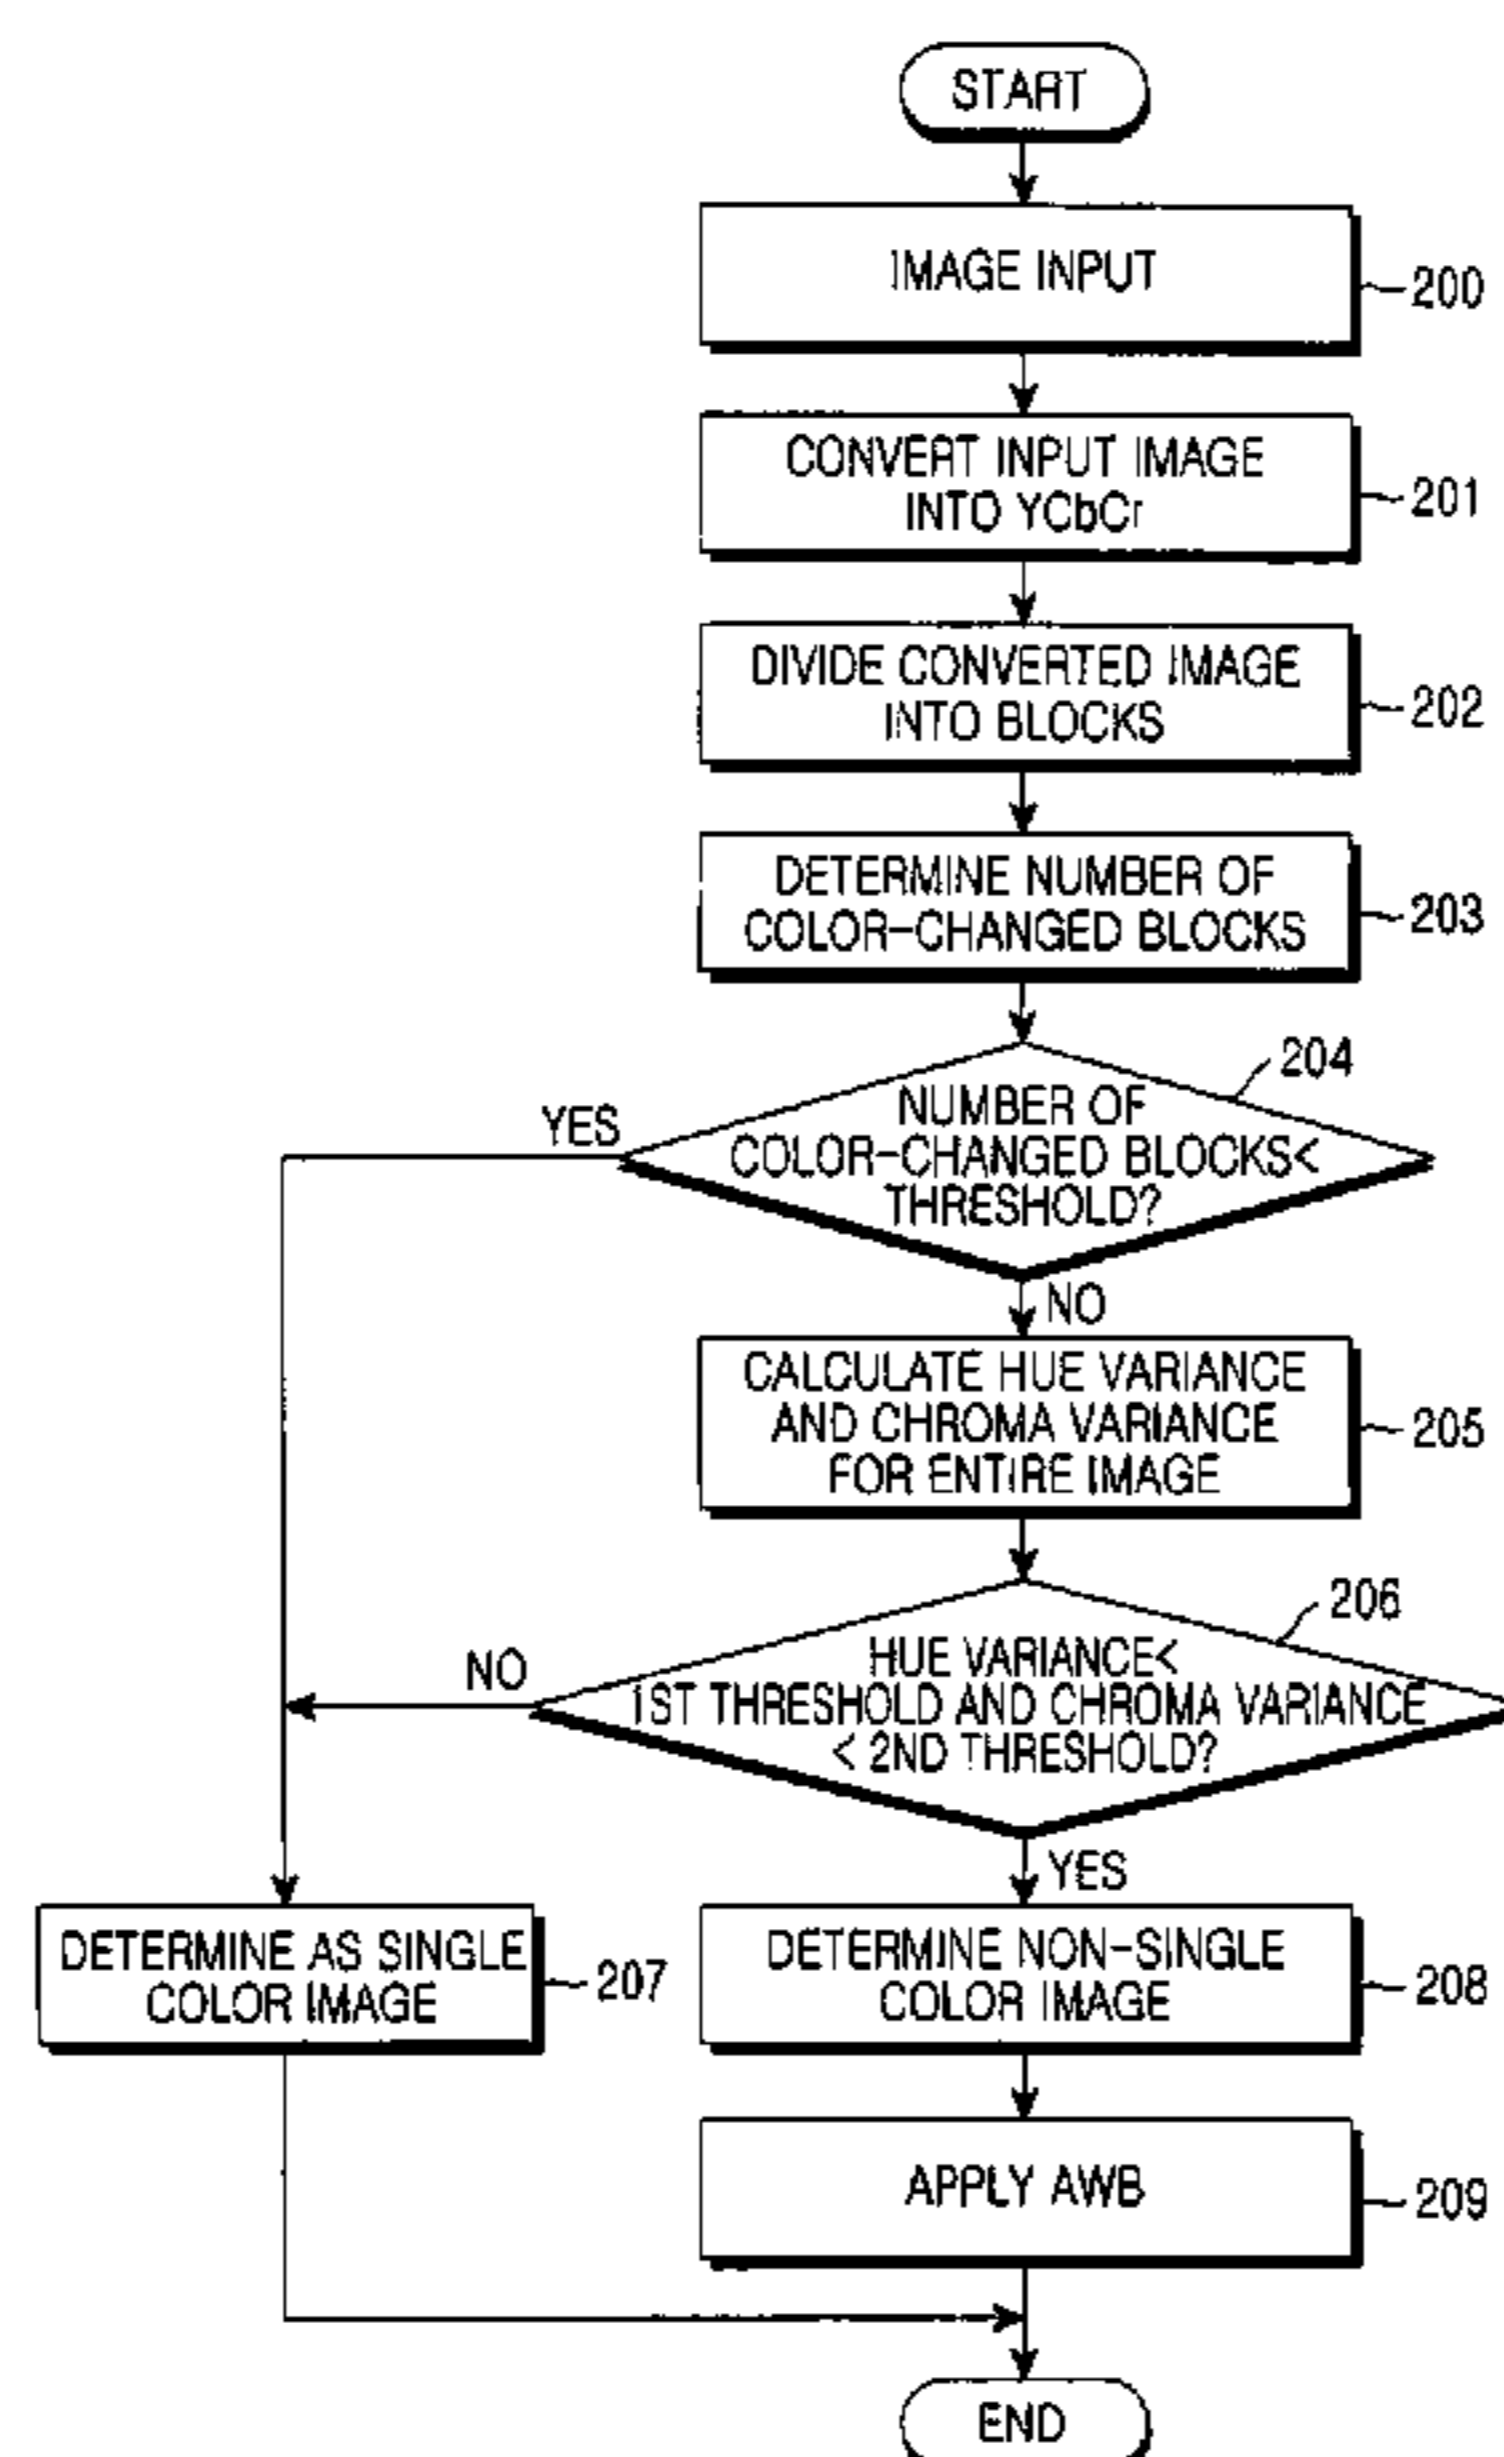 START
IMAGE INPUT
200
CONVERT INPUT IMAGE
INTO YCbCr
201
DIVIDE CONVERTED IMAGE
INTO BLOCKS
202
DETERMINE NUMBER OF
COLOR-CHANGED BLOCKS
203
204
NUMBER OF
COLOR-CHANGED BLOCKS<
THRESHOLD?
YES
NO
CALCULATE HUE VARIANCE
AND CHROMA VARIANCE
FOR ENTIRE IMAGE
205
206
HUE VARIANCE<
1ST THRESHOLD AND CHROMA VARIANCE
< 2ND THRESHOLD?
NO
YES
DETERMINE AS SINGLE
COLOR IMAGE
207
DETERMINE NON-SINGLE
COLOR IMAGE
208
APPLY AWB
209
END